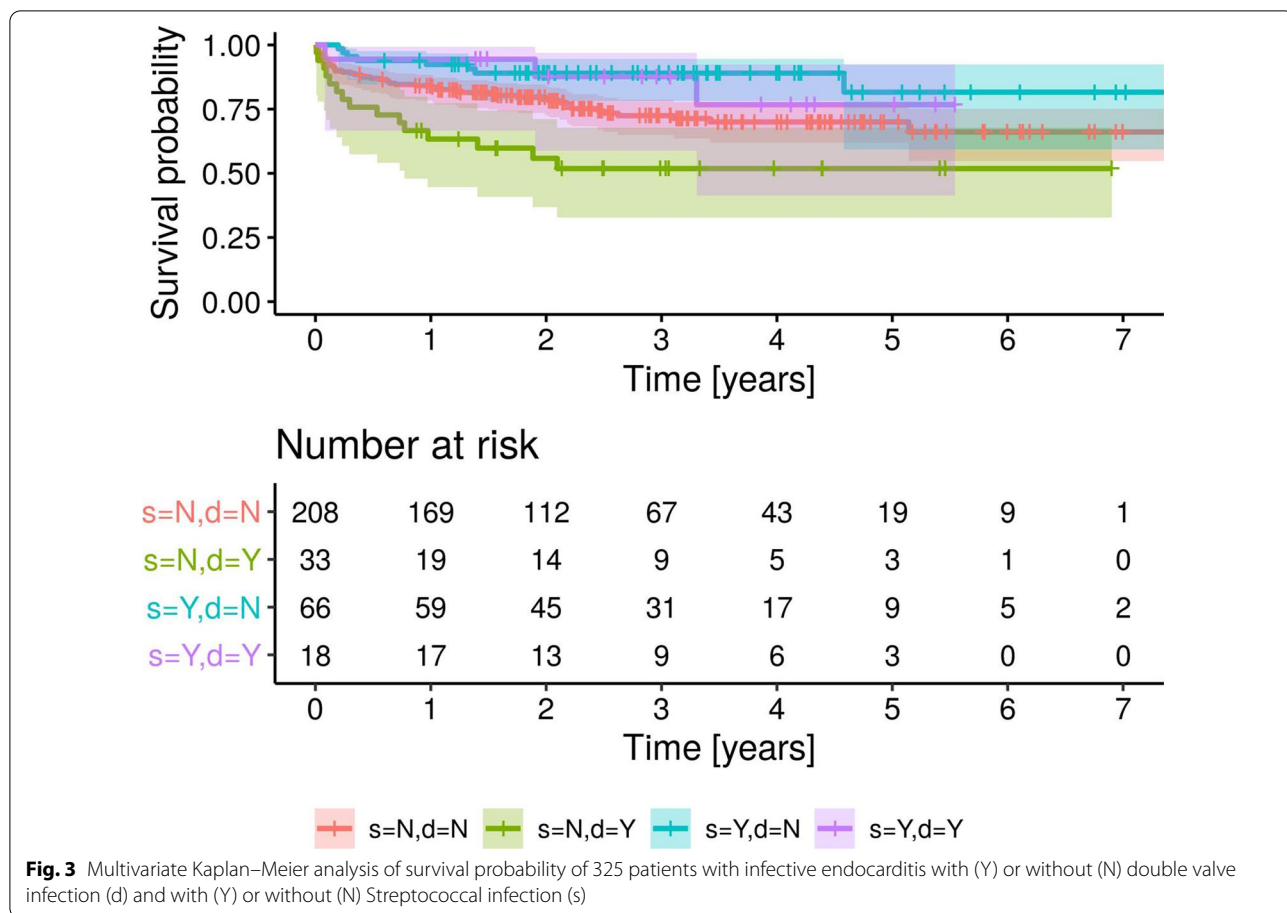 Survival probability
1.00
0.75
0.50
0.25
0.00
0 1 2 3 4 5 6 7
Time [years]
Number at risk
s=N,d=N 208 169 112 67 43 19 9 1
s=N,d=Y 33 19 14 9 5 3 1 0
s=Y,d=N 66 59 45 31 17 9 5 2
s=Y,d=Y 18 17 13 9 6 3 0 0
0 1 2 3 4 5 6 7
Time [years]
s=N,d=N s=N,d=Y s=Y,d=N s=Y,d=Y
Fig. 3 Multivariate Kaplan–Meier analysis of survival probability of 325 patients with infective endocarditis with (Y) or without (N) double valve
infection (d) and with (Y) or without (N) Streptococcal infection (s)